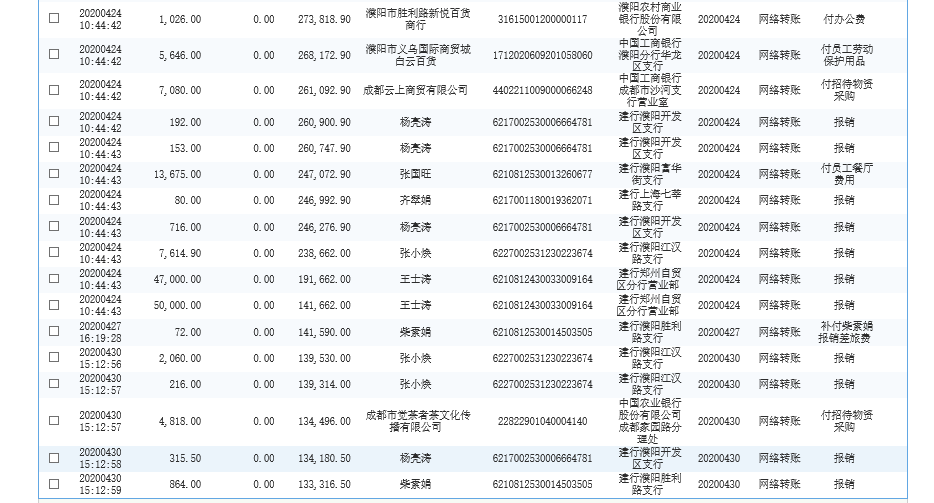 20200424 10:44:42 1,026.00 0.00 273,818.90 濮阳市胜利路新悦百货商行 31615001200000117 濮阳农村商业银行股份有限公司 20200424 网络转账 付办公费
20200424 10:44:42 5,646.00 0.00 268,172.90 濮阳市义乌国际商贸城白云百货 1712020609201058060 中国工商银行濮阳分行华龙区支行 20200424 网络转账 付员工劳动保护用品
20200424 10:44:42 7,080.00 0.00 261,092.90 成都云上商贸有限公司 4402211009000066248 中国工商银行成都市沙河支行营业室 20200424 网络转账 付招待物资采购
20200424 10:44:42 192.00 0.00 260,900.90 杨亮涛 6217002530006664781 建行濮阳开发区支行 20200424 网络转账 报销
20200424 10:44:43 153.00 0.00 260,747.90 杨亮涛 6217002530006664781 建行濮阳开发区支行 20200424 网络转账 报销
20200424 10:44:43 13,675.00 0.00 247,072.90 张国旺 6210812530013260677 建行濮阳富华街支行 20200424 网络转账 付员工餐厅费用
20200424 10:44:43 80.00 0.00 246,992.90 齐翠娟 6217001180019362071 建行上海七莘路支行 20200424 网络转账 报销
20200424 10:44:43 716.00 0.00 246,276.90 杨亮涛 6217002530006664781 建行濮阳开发区支行 20200424 网络转账 报销
20200424 10:44:43 7,614.90 0.00 238,662.00 张小焕 6227002531230223674 建行濮阳江汉路支行 20200424 网络转账 报销
20200424 10:44:43 47,000.00 0.00 191,662.00 王士涛 6210812430033009164 建行郑州自贸区分行营业部 20200424 网络转账 报销
20200424 10:44:43 50,000.00 0.00 141,662.00 王士涛 6210812430033009164 建行郑州自贸区分行营业部 20200424 网络转账 报销
20200427 16:19:28 72.00 0.00 141,590.00 柴素娟 6210812530014503505 建行濮阳胜利路支行 20200427 网络转账 补付柴素娟报销差旅费
20200430 15:12:56 2,060.00 0.00 139,530.00 张小焕 6227002531230223674 建行濮阳江汉路支行 20200430 网络转账 报销
20200430 15:12:57 216.00 0.00 139,314.00 张小焕 6227002531230223674 建行濮阳江汉路支行 20200430 网络转账 报销
20200430 15:12:57 4,818.00 0.00 134,496.00 成都市觉茶者茶文化传播有限公司 22822901040004140 中国农业银行股份有限公司成都家园路分理处 20200430 网络转账 付招待物资采购
20200430 15:12:58 315.50 0.00 134,180.50 杨亮涛 6217002530006664781 建行濮阳开发区支行 20200430 网络转账 报销
20200430 15:12:59 864.00 0.00 133,316.50 柴素娟 6210812530014503505 建行濮阳胜利路支行 20200430 网络转账 报销